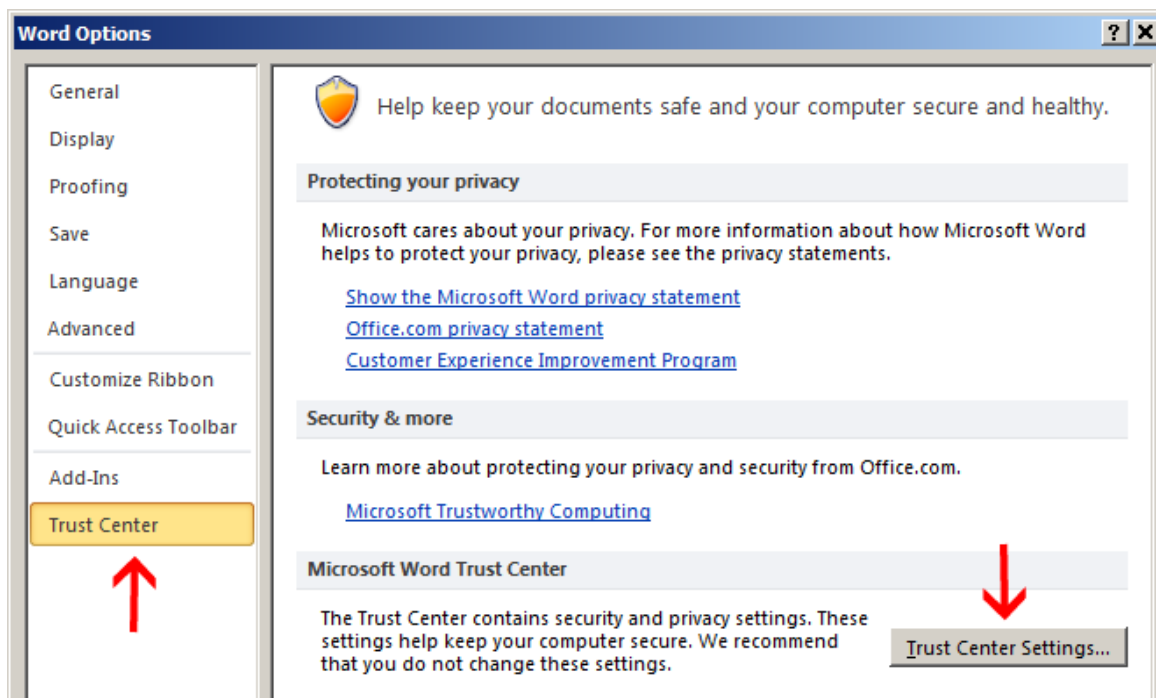 Word Options
General
Display
Proofing
Save
Language
Advanced
Customize Ribbon
Quick Access Toolbar
Add-Ins
Trust Center
Help keep your documents safe and your computer secure and healthy.
Protecting your privacy
Microsoft cares about your privacy. For more information about how Microsoft Word
helps to protect your privacy, please see the privacy statements.
Show the Microsoft Word privacy statement
Office.com privacy statement
Customer Experience Improvement Program
Security & more
Learn more about protecting your privacy and security from Office.com.
Microsoft Trustworthy Computing
Microsoft Word Trust Center
The Trust Center contains security and privacy settings. These
settings help keep your computer secure. We recommend
that you do not change these settings.
Trust Center Settings...